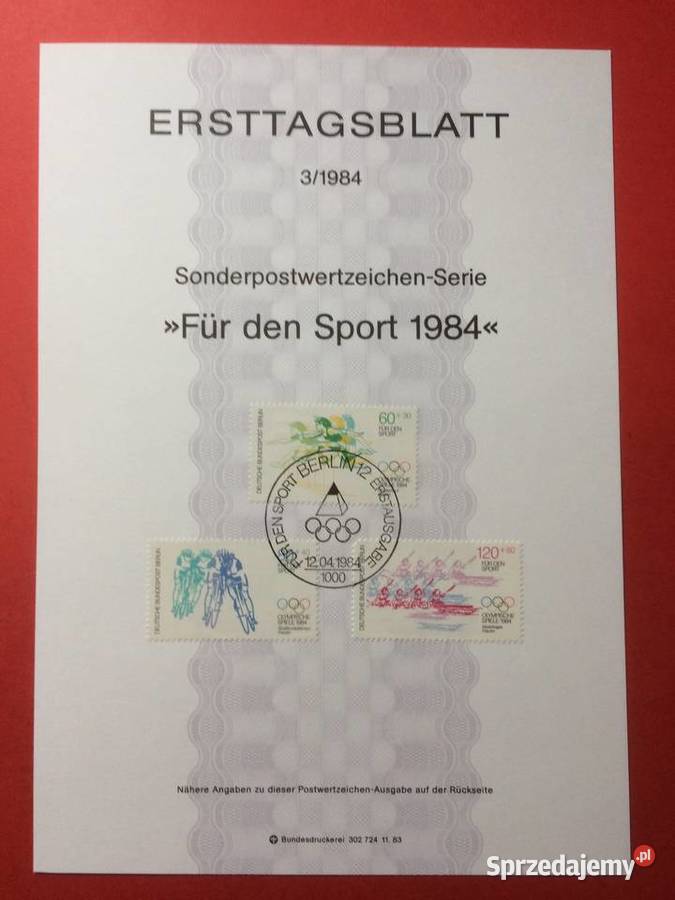 ERSTTAGSBLATT
3/1984
Sonderpostwertzeichen-Serie
»Für den Sport 1984«
DEUTSCHE BUNDESPOST BERLIN
60+30
FÜR DEN
SPORT
OLYMPISCHE
SPIELE 1984
FÜR DEN SPORT BERLIN 12 ERSTAUSGABE
12.04.1984
1000
DEUTSCHE BUNDESPOST BERLIN
OLYMPISCHE
SPIELE 1984
DEUTSCHE BUNDESPOST BERLIN
120+60
FÜR DEN
SPORT
OLYMPISCHE
SPIELE 1984
Nähere Angaben zu dieser Postwertzeichen-Ausgabe auf der Rückseite
Bundesdruckerei 302 724 11. 83
Sprzedajemy.pl